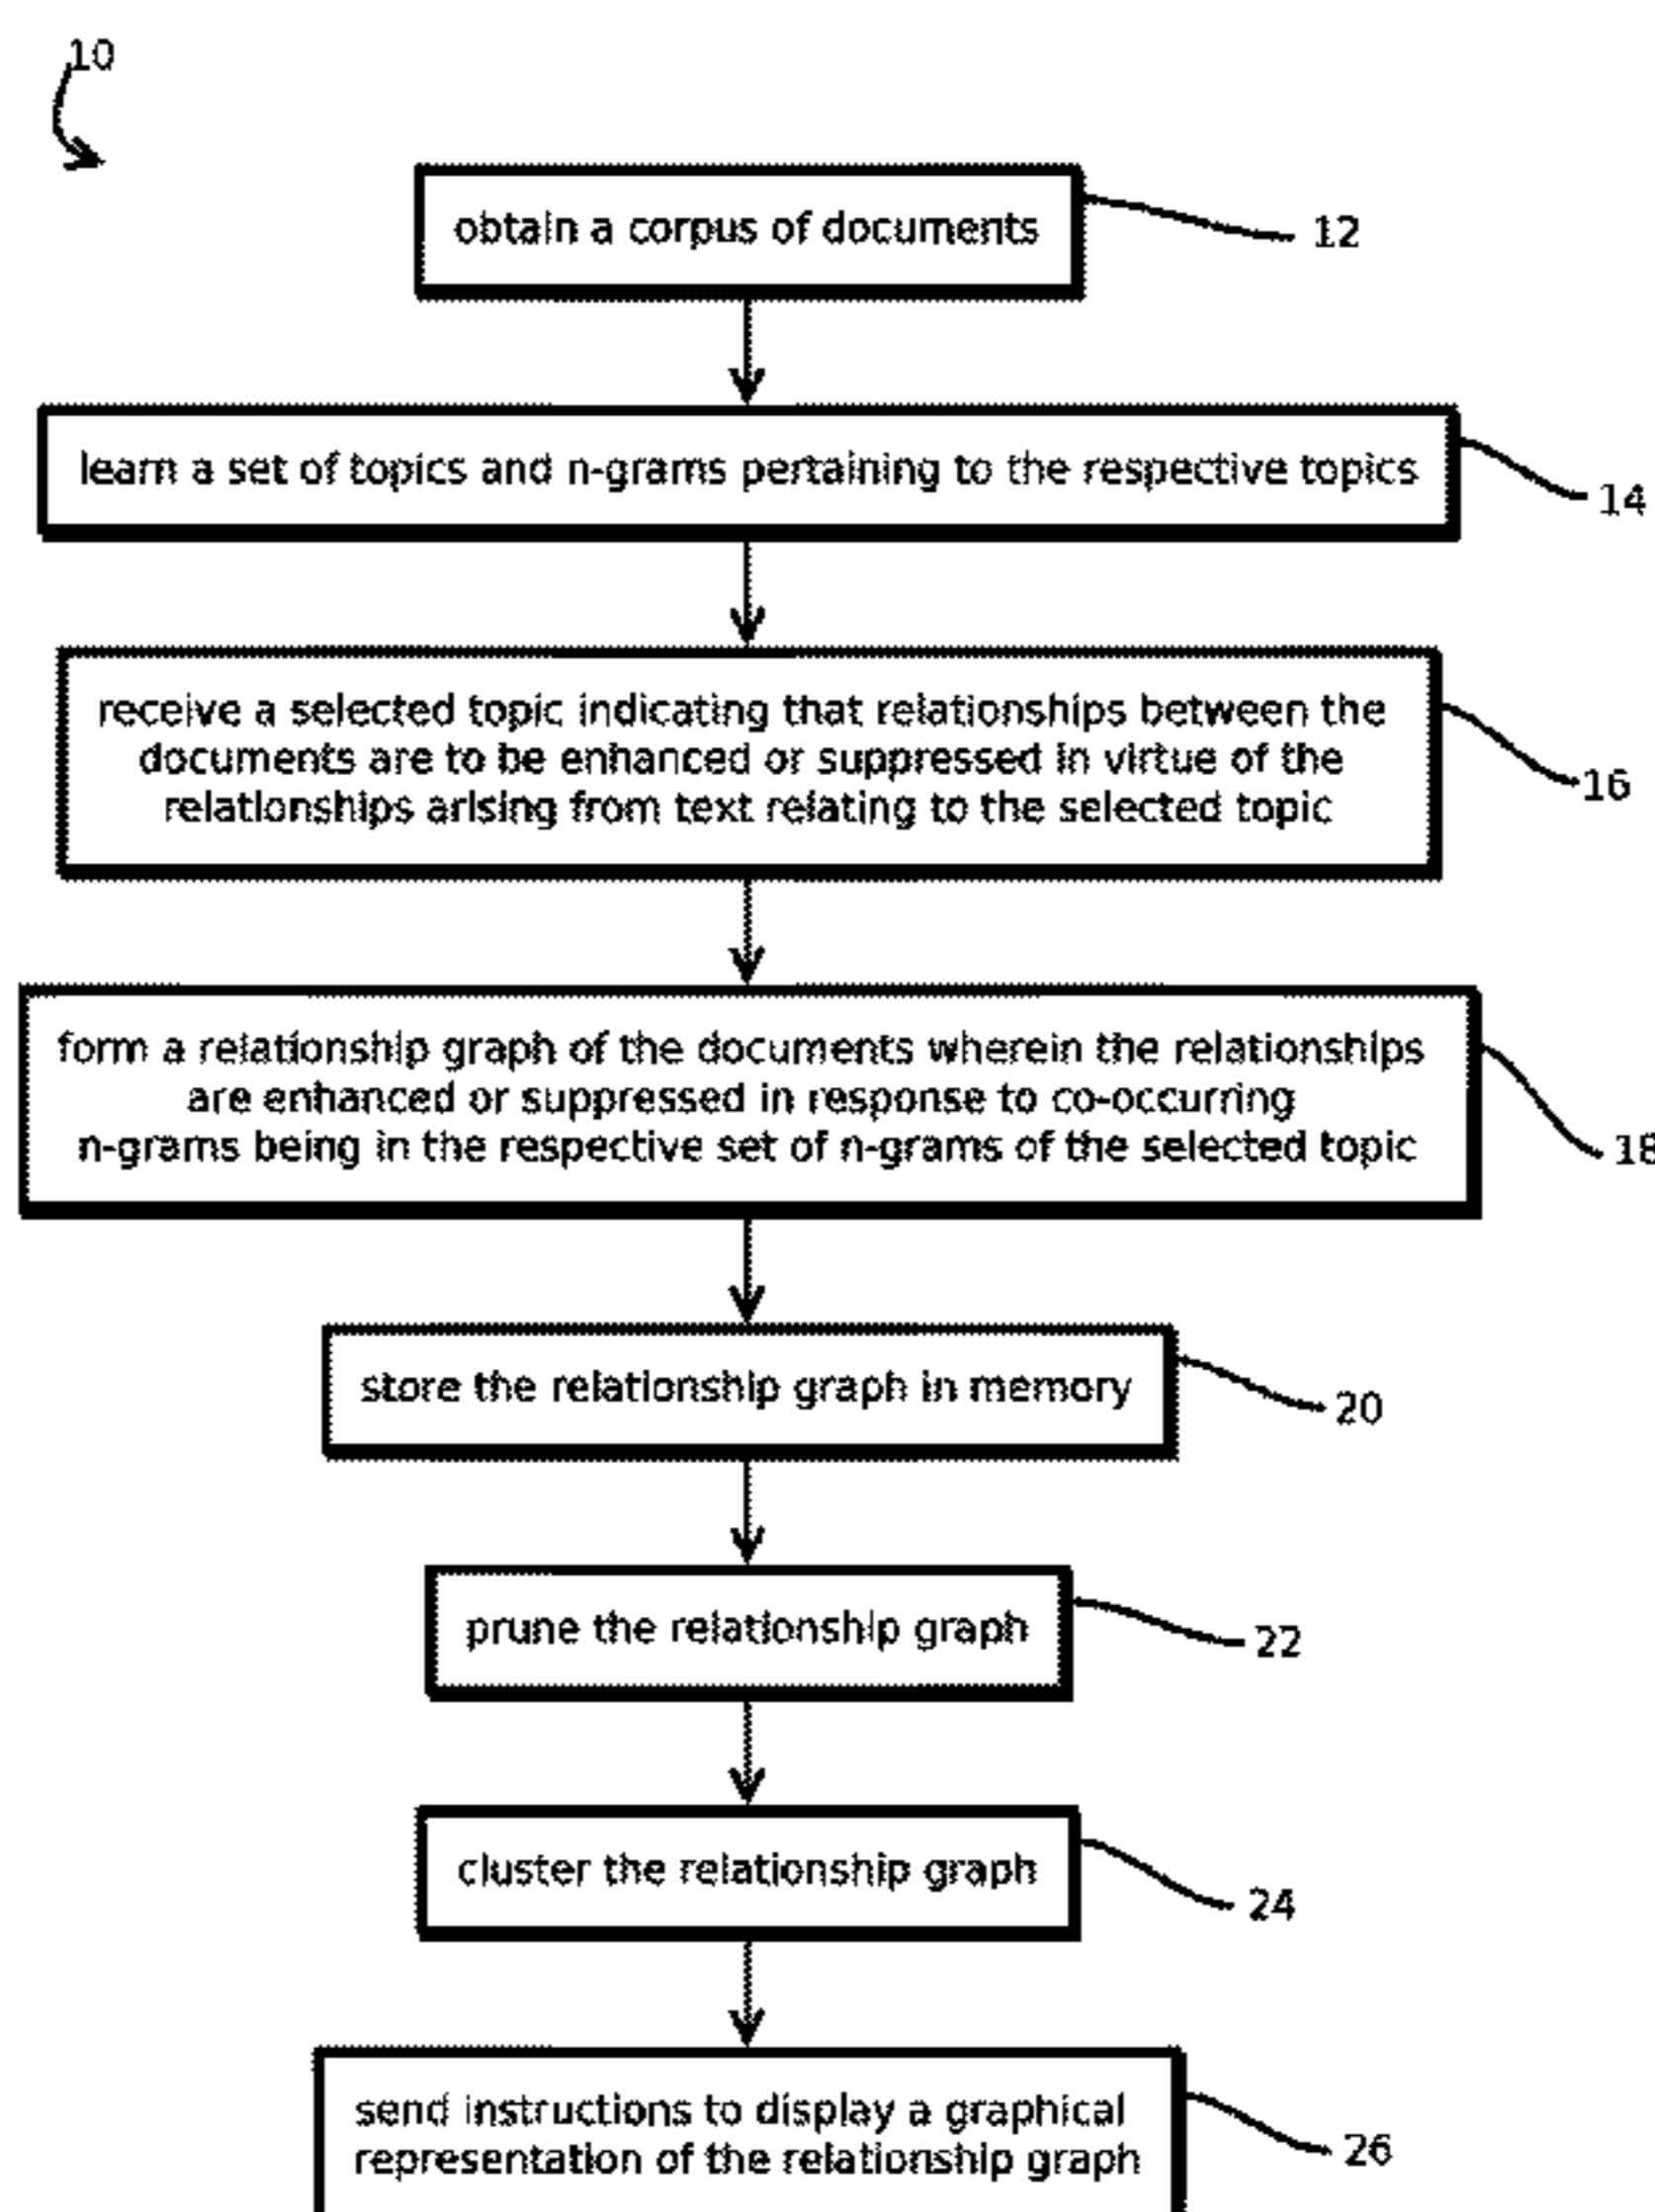 10
obtain a corpus of documents
12
learn a set of topics and n-grams pertaining to the respective topics
14
receive a selected topic indicating that relationships between the
documents are to be enhanced or suppressed in virtue of the
relationships arising from text relating to the selected topic
16
form a relationship graph of the documents wherein the relationships
are enhanced or suppressed in response to co-occurring
n-grams being in the respective set of n-grams of the selected topic
18
store the relationship graph in memory
20
prune the relationship graph
22
cluster the relationship graph
24
send instructions to display a graphical
representation of the relationship graph
26